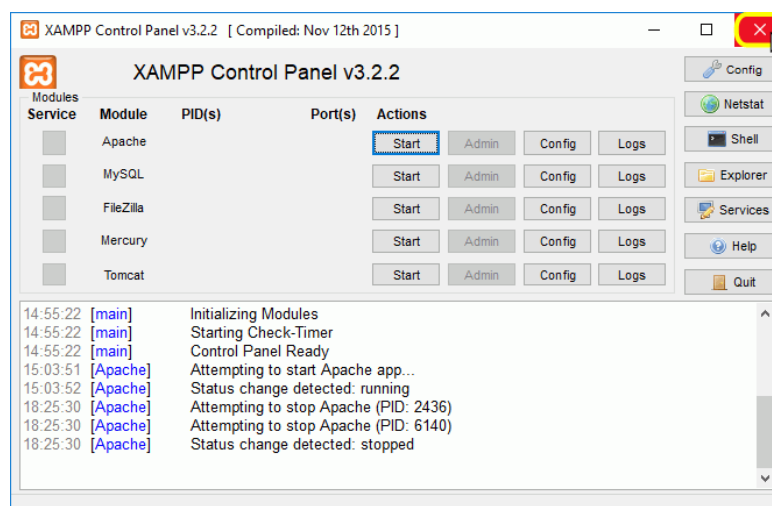 XAMPP Control Panel v3.2.2 [ Compiled: Nov 12th 2015 ]
XAMPP Control Panel v3.2.2
Config
Modules
Service Module PID(s) Port(s) Actions
Netstat
Apache Start Admin Config Logs
Shell
MySQL Start Admin Config Logs
Explorer
FileZilla Start Admin Config Logs
Services
Mercury Start Admin Config Logs
Help
Tomcat Start Admin Config Logs
Quit
14:55:22 [main] Initializing Modules
14:55:22 [main] Starting Check-Timer
14:55:22 [main] Control Panel Ready
15:03:51 [Apache] Attempting to start Apache app...
15:03:52 [Apache] Status change detected: running
18:25:30 [Apache] Attempting to stop Apache (PID: 2436)
18:25:30 [Apache] Attempting to stop Apache (PID: 6140)
18:25:30 [Apache] Status change detected: stopped